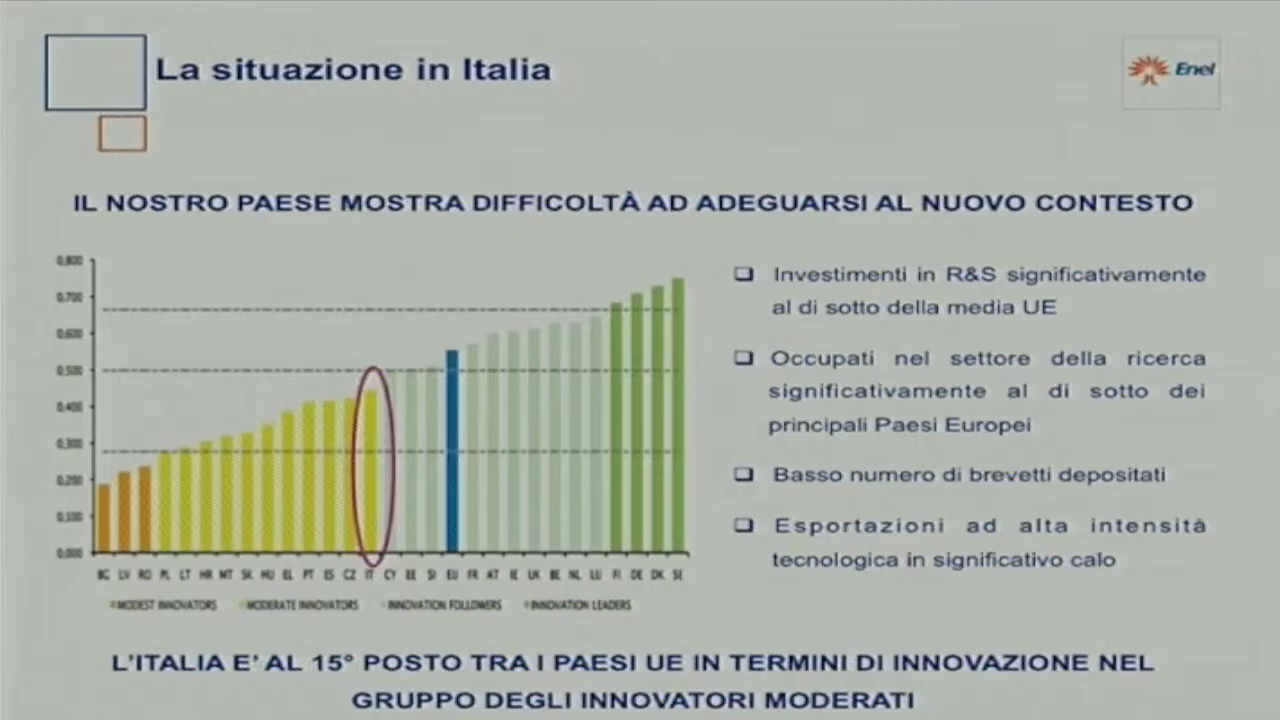 La situazione in Italia
Enel
IL NOSTRO PAESE MOSTRA DIFFICOLTÀ AD ADEGUARSI AL NUOVO CONTESTO
0,800
0,700
0,600
0,500
0,400
0,300
0,200
0,100
0,000
BG LV RO PL LT HR MT SK HU EL PT ES CZ IT CY EE SI EU FR AT IE UK BE NL LU FI DE DK SE
MODEST INNOVATORS MODERATE INNOVATORS INNOVATION FOLLOWERS INNOVATION LEADERS
Investimenti in R&S significativamente
al di sotto della media UE
Occupati nel settore della ricerca
significativamente al di sotto dei
principali Paesi Europei
Basso numero di brevetti depositati
Esportazioni ad alta intensità
tecnologica in significativo calo
L'ITALIA E' AL 15° POSTO TRA I PAESI UE IN TERMINI DI INNOVAZIONE NEL
GRUPPO DEGLI INNOVATORI MODERATI